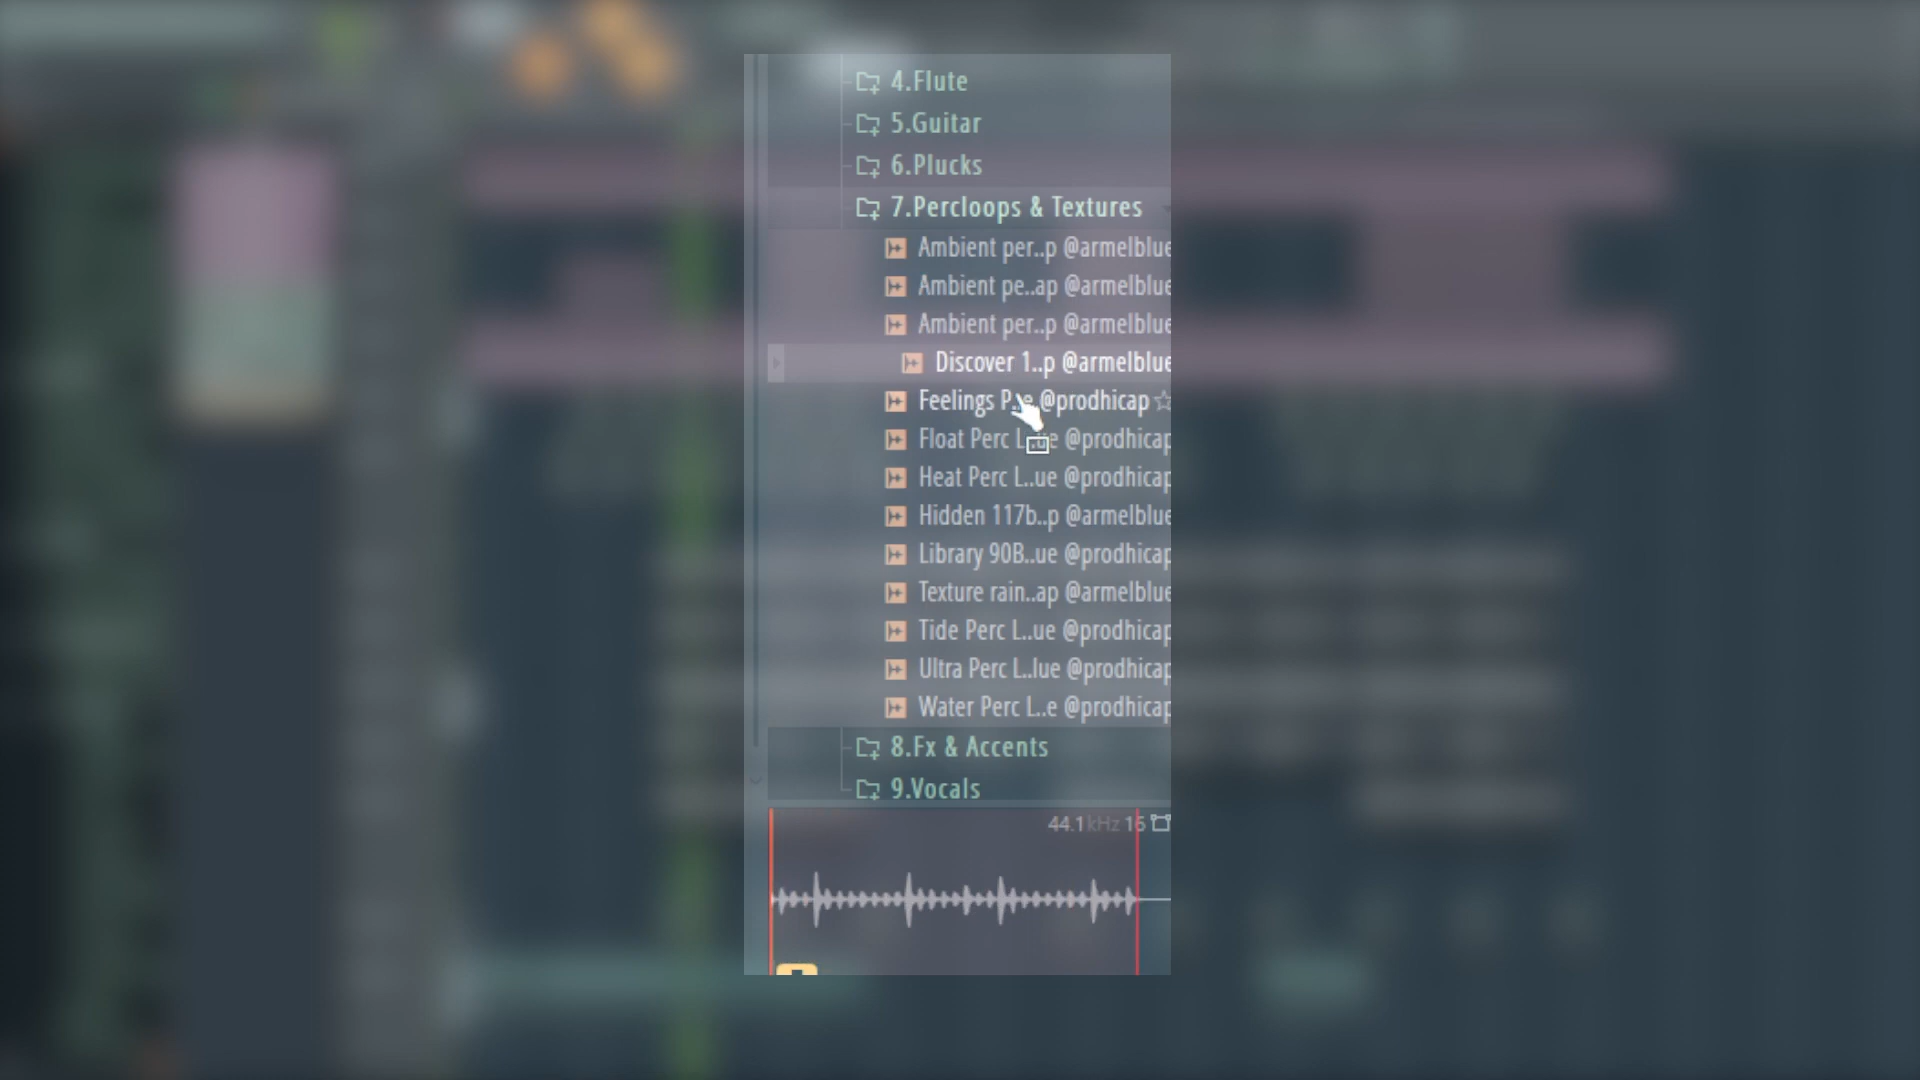 4.Flute
5.Guitar
6.Plucks
7.Percloops & Textures
Ambient per..p @armelblue
Ambient pe..ap @armelblue
Ambient per..p @armelblue
Discover 1..p @armelblue
Feelings P..e @prodhicap
Float Perc L..ue @prodhicap
Heat Perc L..ue @prodhicap
Hidden 117b..p @armelblue
Library 90B..ue @prodhicap
Texture rain..ap @armelblue
Tide Perc L..ue @prodhicap
Ultra Perc L..lue @prodhicap
Water Perc L..e @prodhicap
8.Fx & Accents
9.Vocals
44.1kHz 16